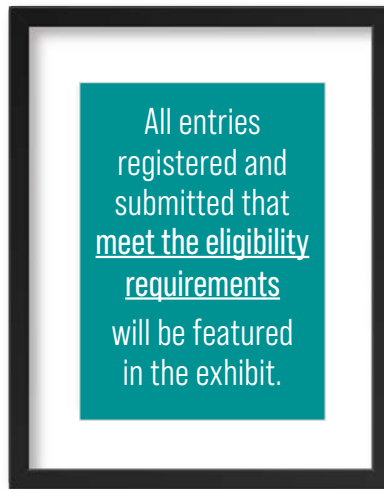 All entries
registered and
submitted that
meet the eligibility
requirements
will be featured
in the exhibit.